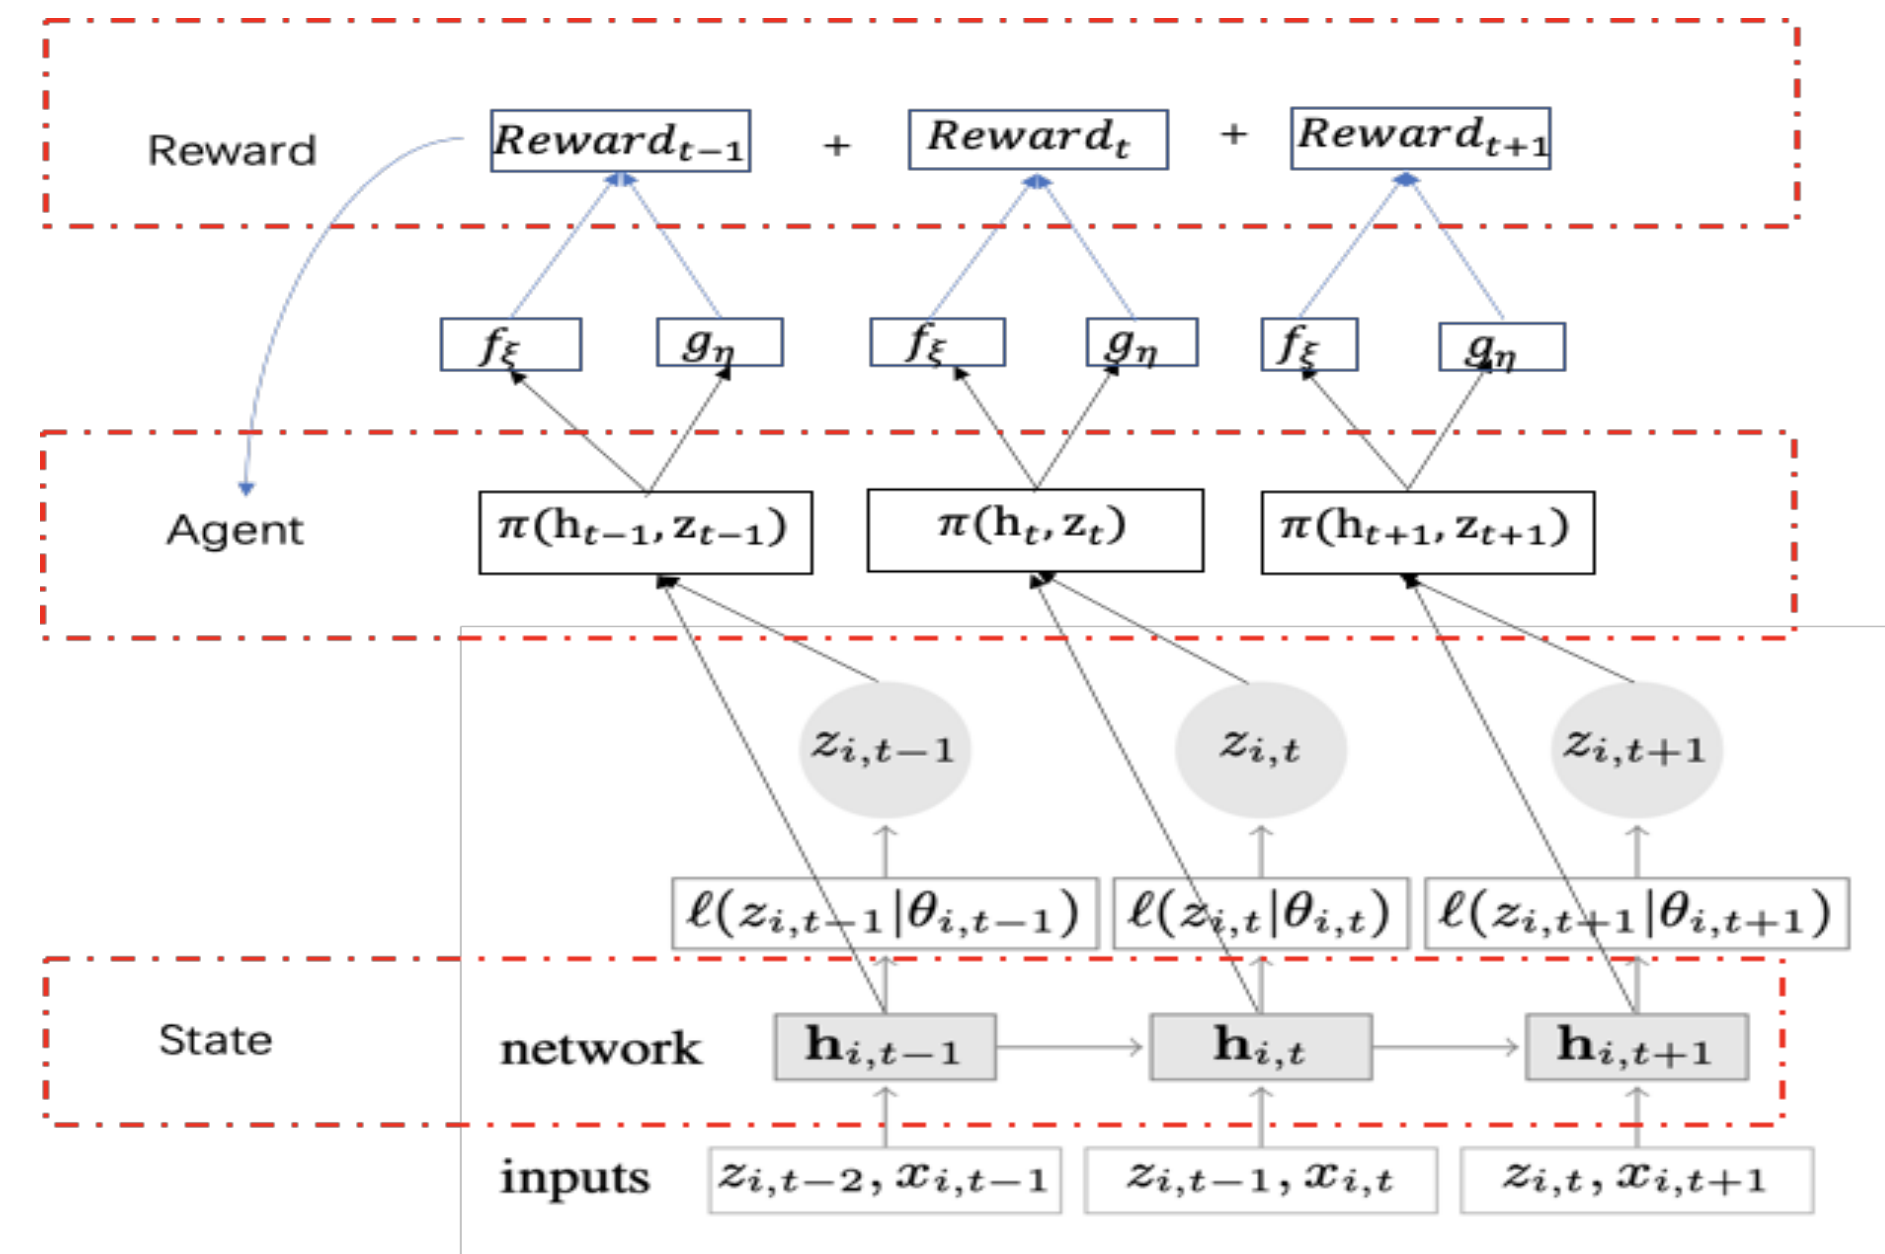 Reward Reward_{t−1} + Reward_t + Reward_{t+1}
f_ξ g_η f_ξ g_η f_ξ g_η
Agent π(h_{t−1}, z_{t−1}) π(h_t, z_t) π(h_{t+1}, z_{t+1})
z_{i,t−1} z_{i,t} z_{i,t+1}
ℓ(z_{i,t−1}|θ_{i,t−1}) ℓ(z_{i,t}|θ_{i,t}) ℓ(z_{i,t+1}|θ_{i,t+1})
State network h_{i,t−1} h_{i,t} h_{i,t+1}
inputs z_{i,t−2}, x_{i,t−1} z_{i,t−1}, x_{i,t} z_{i,t}, x_{i,t+1}